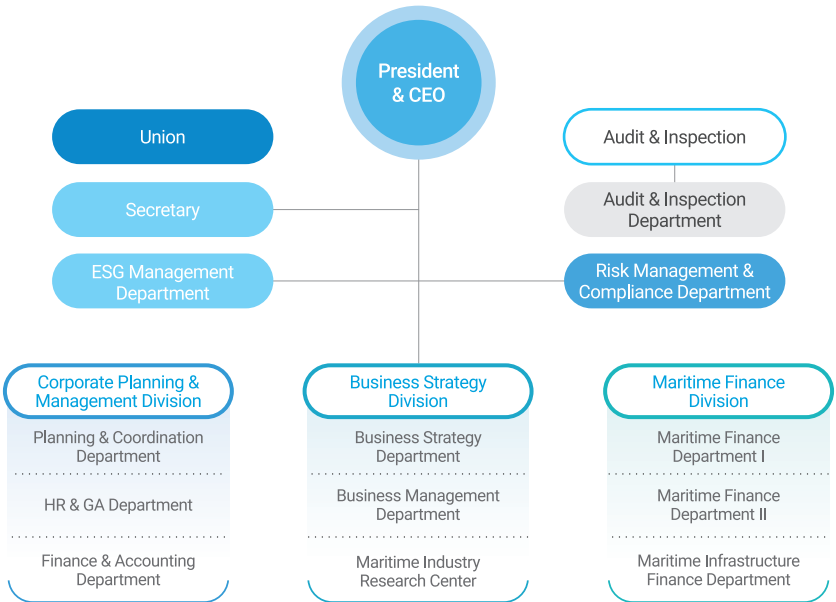 President
& CEO
Union
Audit & Inspection
Secretary
Audit & Inspection
Department
ESG Management
Department
Risk Management &
Compliance Department
Corporate Planning &
Management Division
Planning & Coordination
Department
HR & GA Department
Finance & Accounting
Department
Business Strategy
Division
Business Strategy
Department
Business Management
Department
Maritime Industry
Research Center
Maritime Finance
Division
Maritime Finance
Department I
Maritime Finance
Department II
Maritime Infrastructure
Finance Department